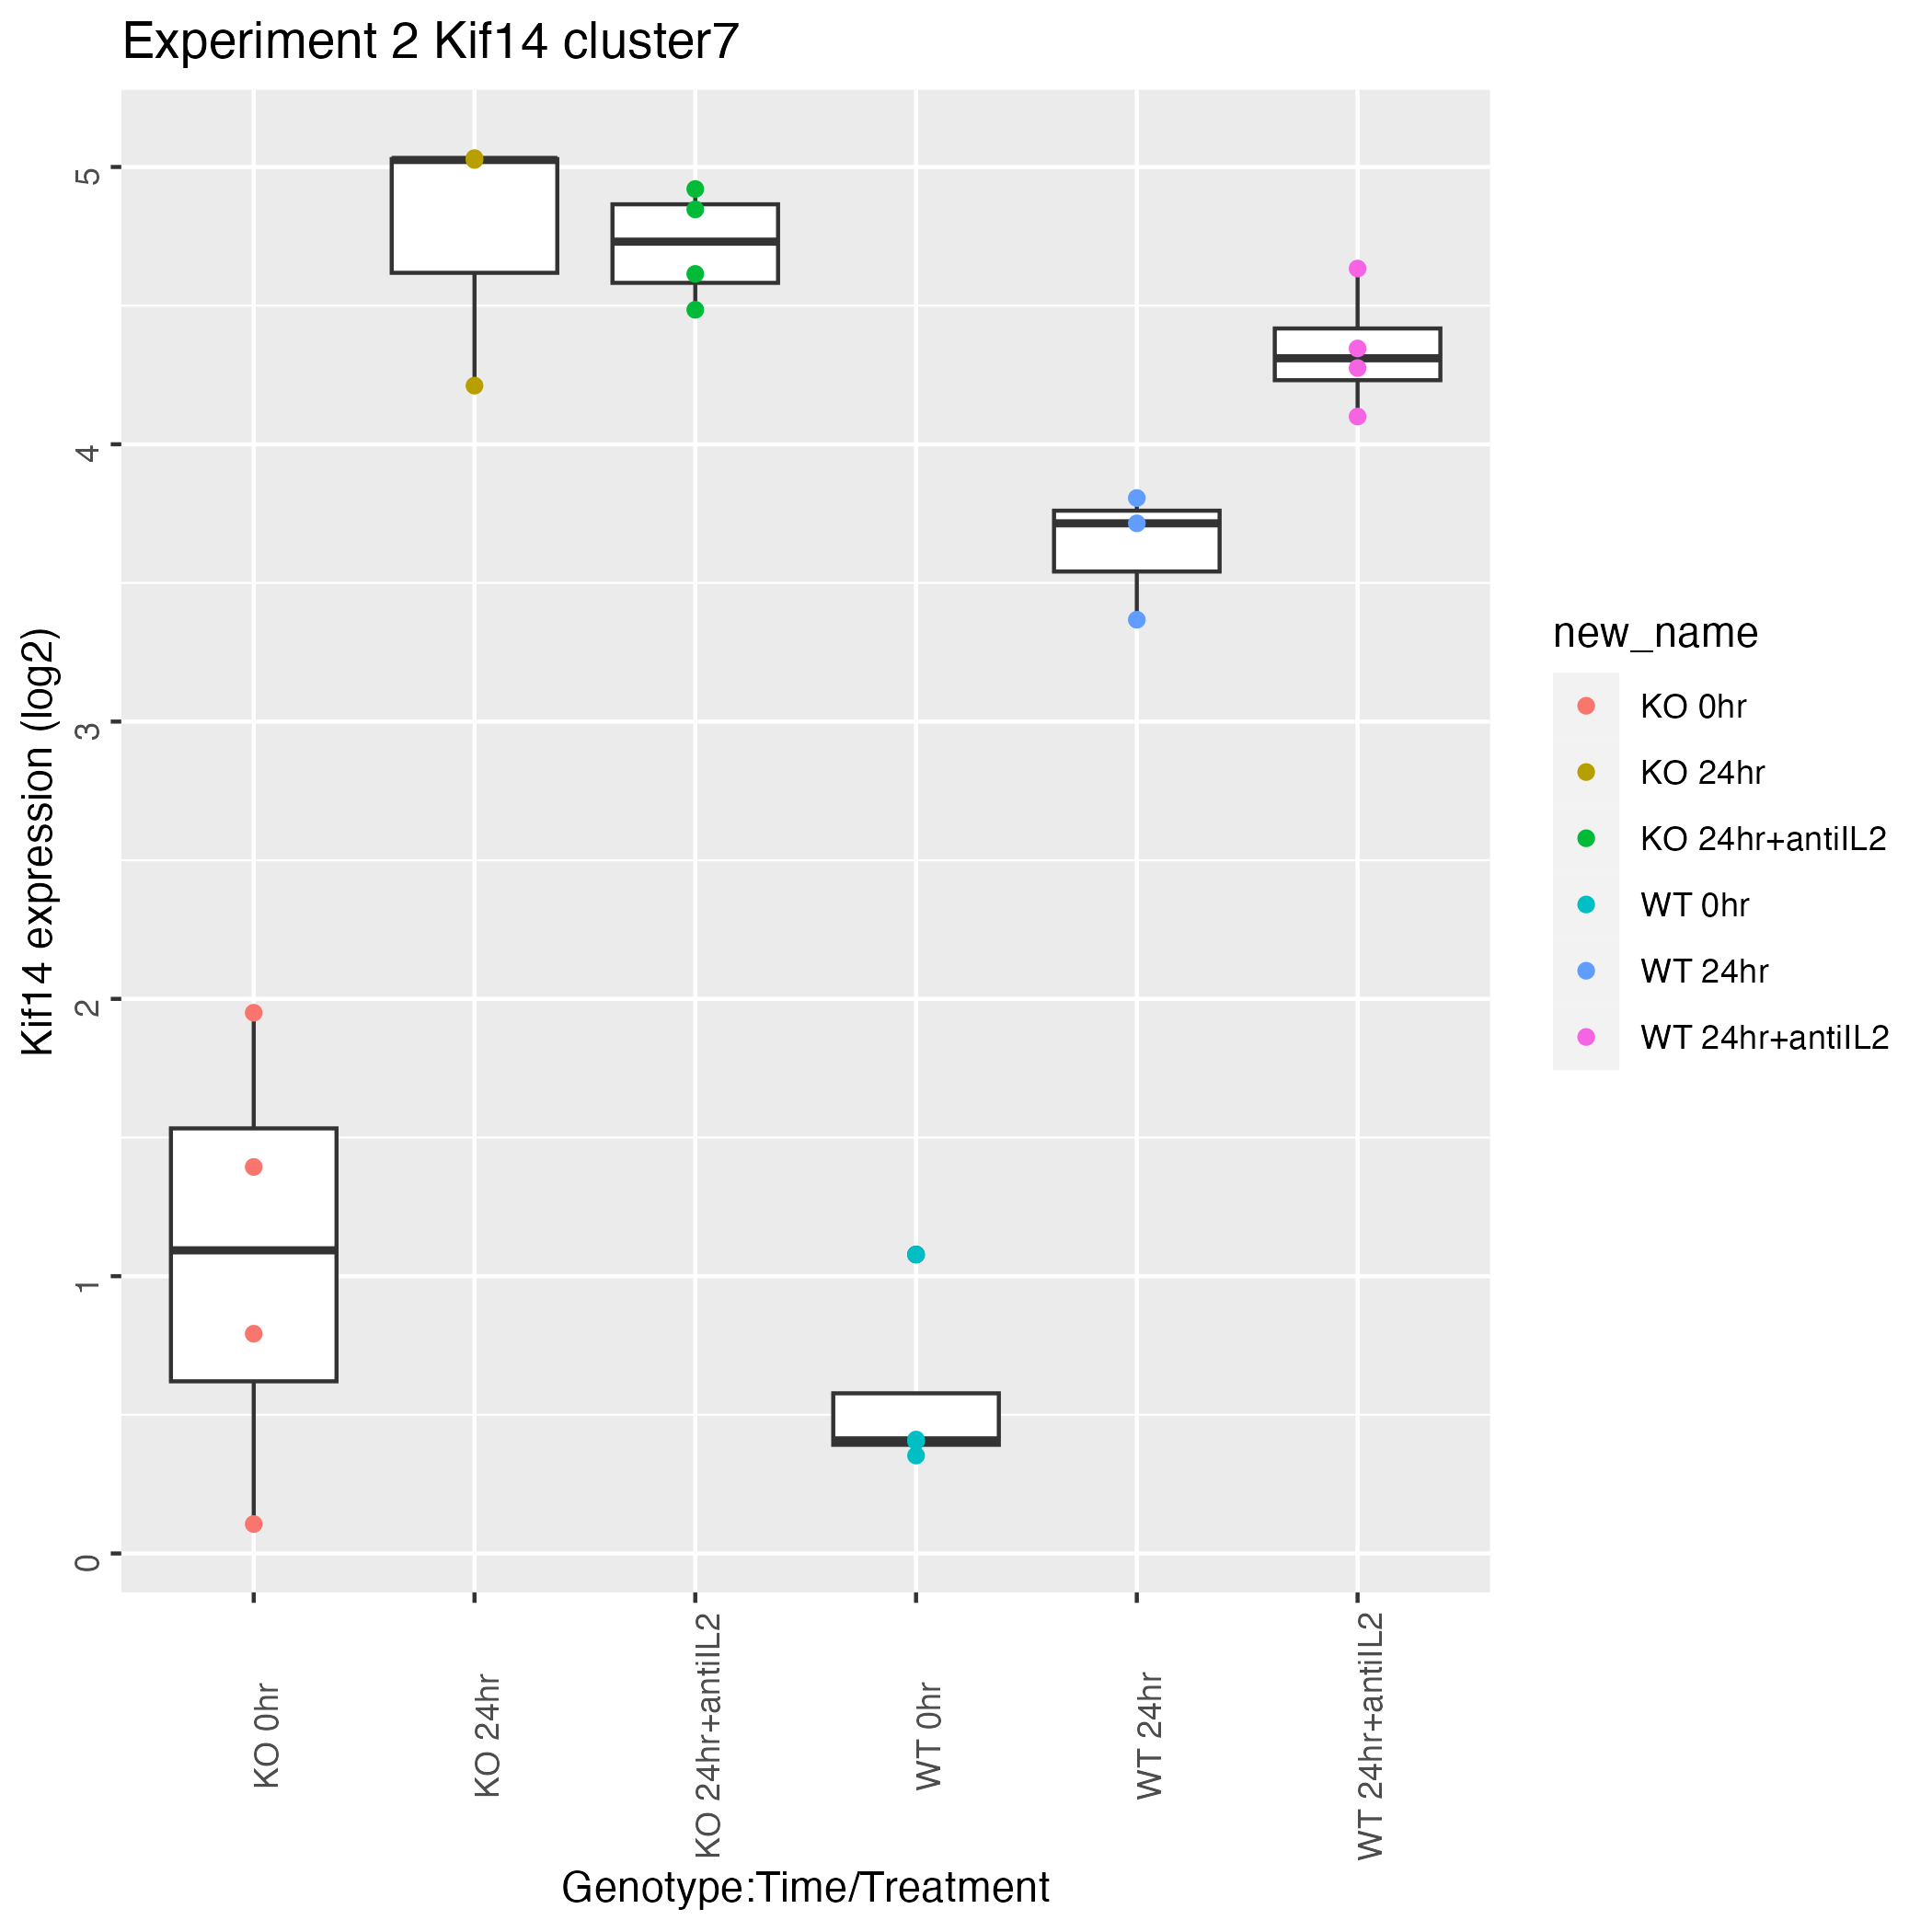 Experiment 2 Kif14 cluster7
Kif14 expression (log2)
5
4
3
2
1
0
KO 0hr
KO 24hr
KO 24hr+antiIL2
WT 0hr
WT 24hr
WT 24hr+antiIL2
Genotype:Time/Treatment
new_name
KO 0hr
KO 24hr
KO 24hr+antiIL2
WT 0hr
WT 24hr
WT 24hr+antiIL2